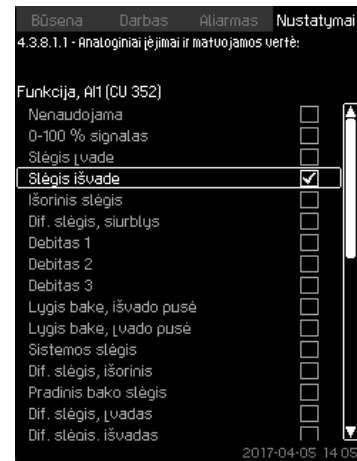 Būsena Darbas Aliarmas Nustatymai
4.3.8.1.1 - Analoginiai įėjimai ir matuojamos vertė:
Funkcija, AI1 (CU 352)
Nenaudojama
0-100 % signalas
Slėgis įvade
Slėgis išvade
Išorinis slėgis
Dif. slėgis, siurblys
Debitas 1
Debitas 2
Debitas 3
Lygis bake, išvado pusė
Lygis bake, įvado pusė
Sistemos slėgis
Dif. slėgis, išorinis
Pradinis bako slėgis
Dif. slėgis, įvadas
Dif. slėgis, išvadas
2017-04-05 14 05